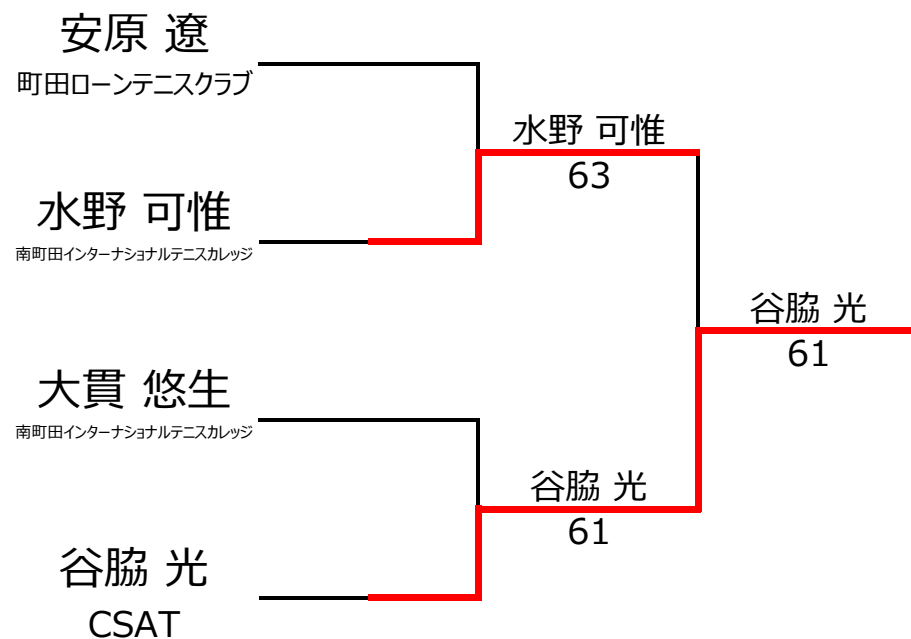 安原 遼
町田ローンテニスクラブ
水野 可惟
63
水野 可惟
南町田インターナショナルテニスカレッジ
谷脇 光
61
大貫 悠生
南町田インターナショナルテニスカレッジ
谷脇 光
61
谷脇 光
CSAT